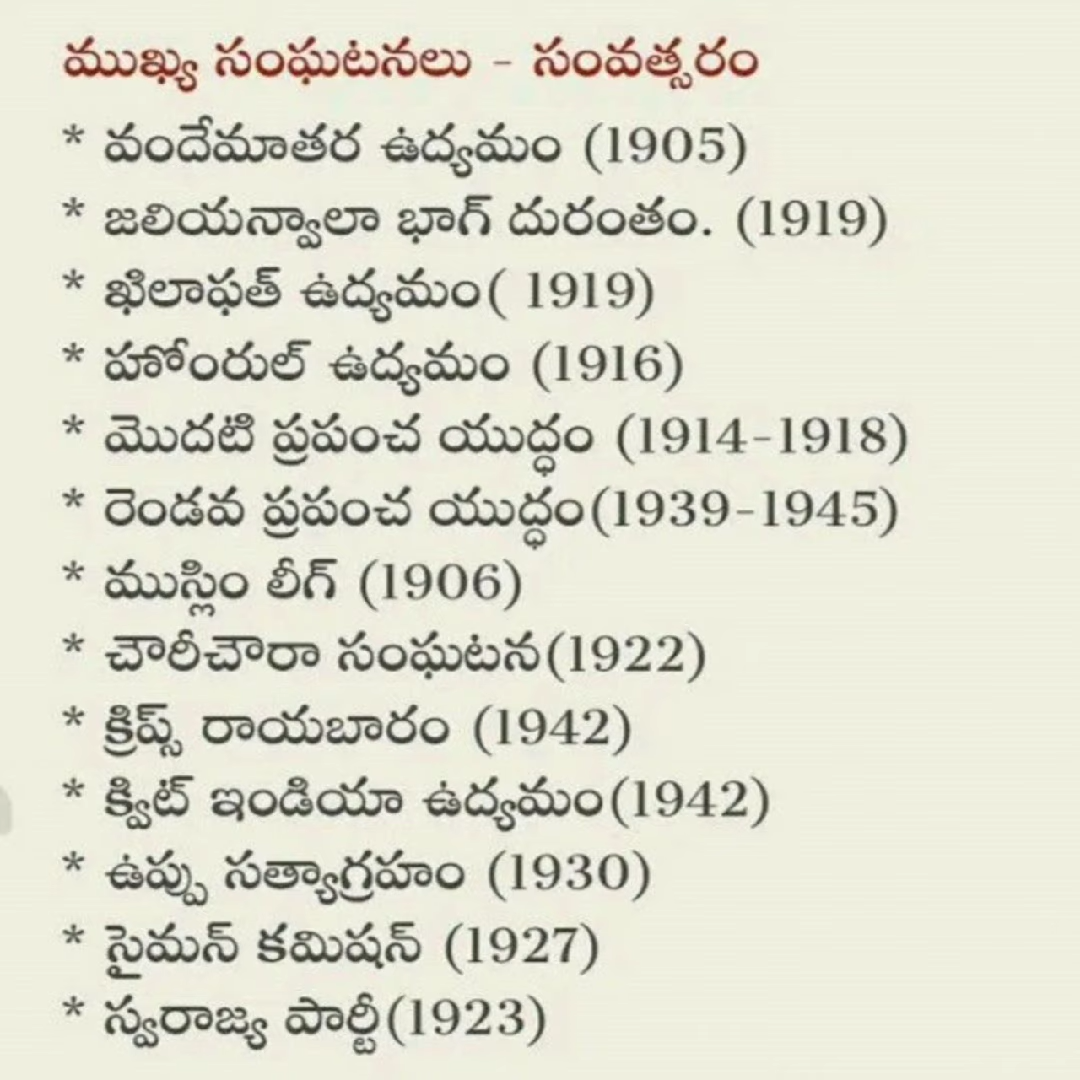 ముఖ్య సంఘటనలు - సంవత్సరం
* వందేమాతర ఉద్యమం (1905)
* జలియన్వాలా భాగ్ దురంతం. (1919)
* ఖిలాఫత్ ఉద్యమం( 1919)
* హోంరుల్ ఉద్యమం (1916)
* మొదటి ప్రపంచ యుద్ధం (1914-1918)
* రెండవ ప్రపంచ యుద్ధం(1939-1945)
* ముస్లిం లీగ్ (1906)
* చౌరీచౌరా సంఘటన(1922)
* క్రిప్స్ రాయబారం (1942)
* క్విట్ ఇండియా ఉద్యమం(1942)
* ఉప్పు సత్యాగ్రహం (1930)
* సైమన్ కమిషన్ (1927)
* స్వరాజ్య పార్టీ(1923)